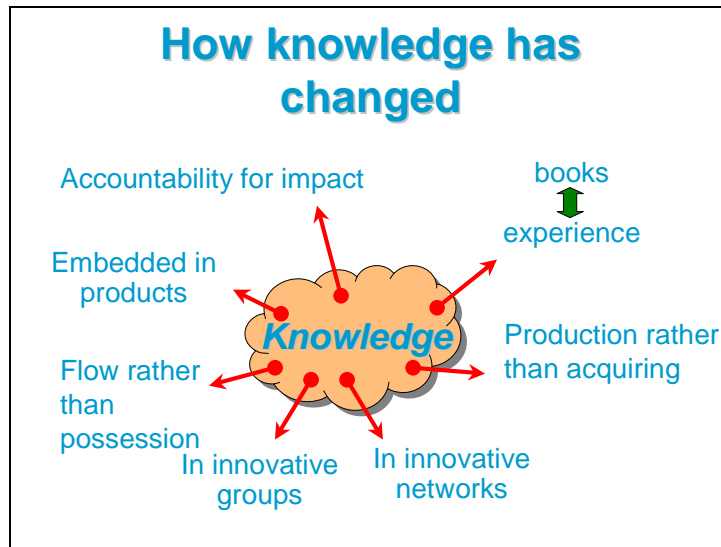 How knowledge has
changed
Accountability for impact
books
experience
Embedded in
products
Knowledge
Production rather
than acquiring
Flow rather
than
possession
In innovative
groups
In innovative
networks